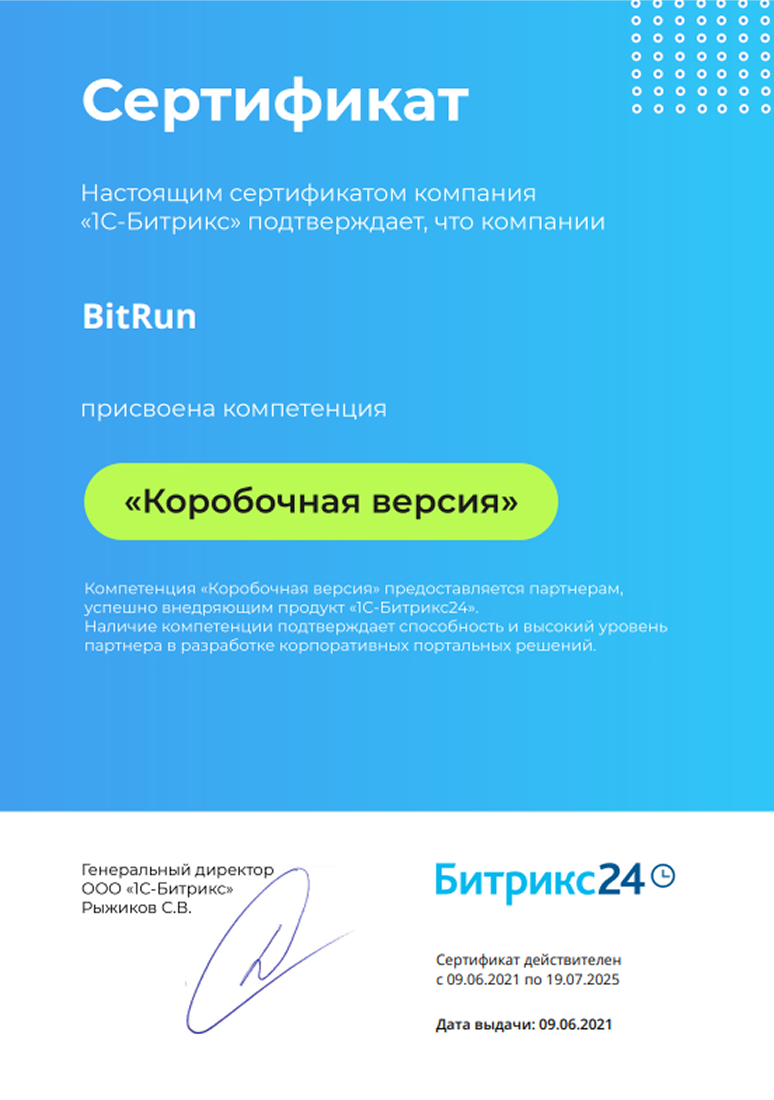 Сертификат
Настоящим сертификатом компания
«1С-Битрикс» подтверждает, что компании
BitRun
присвоена компетенция
«Коробочная версия»
Компетенция «Коробочная версия» предоставляется партнерам,
успешно внедряющим продукт «1С-Битрикс24».
Наличие компетенции подтверждает способность и высокий уровень
партнера в разработке корпоративных портальных решений.
Генеральный директор
ООО «1С-Битрикс»
Рыжиков С.В.
Битрикс24
Сертификат действителен
с 09.06.2021 по 19.07.2025
Дата выдачи: 09.06.2021